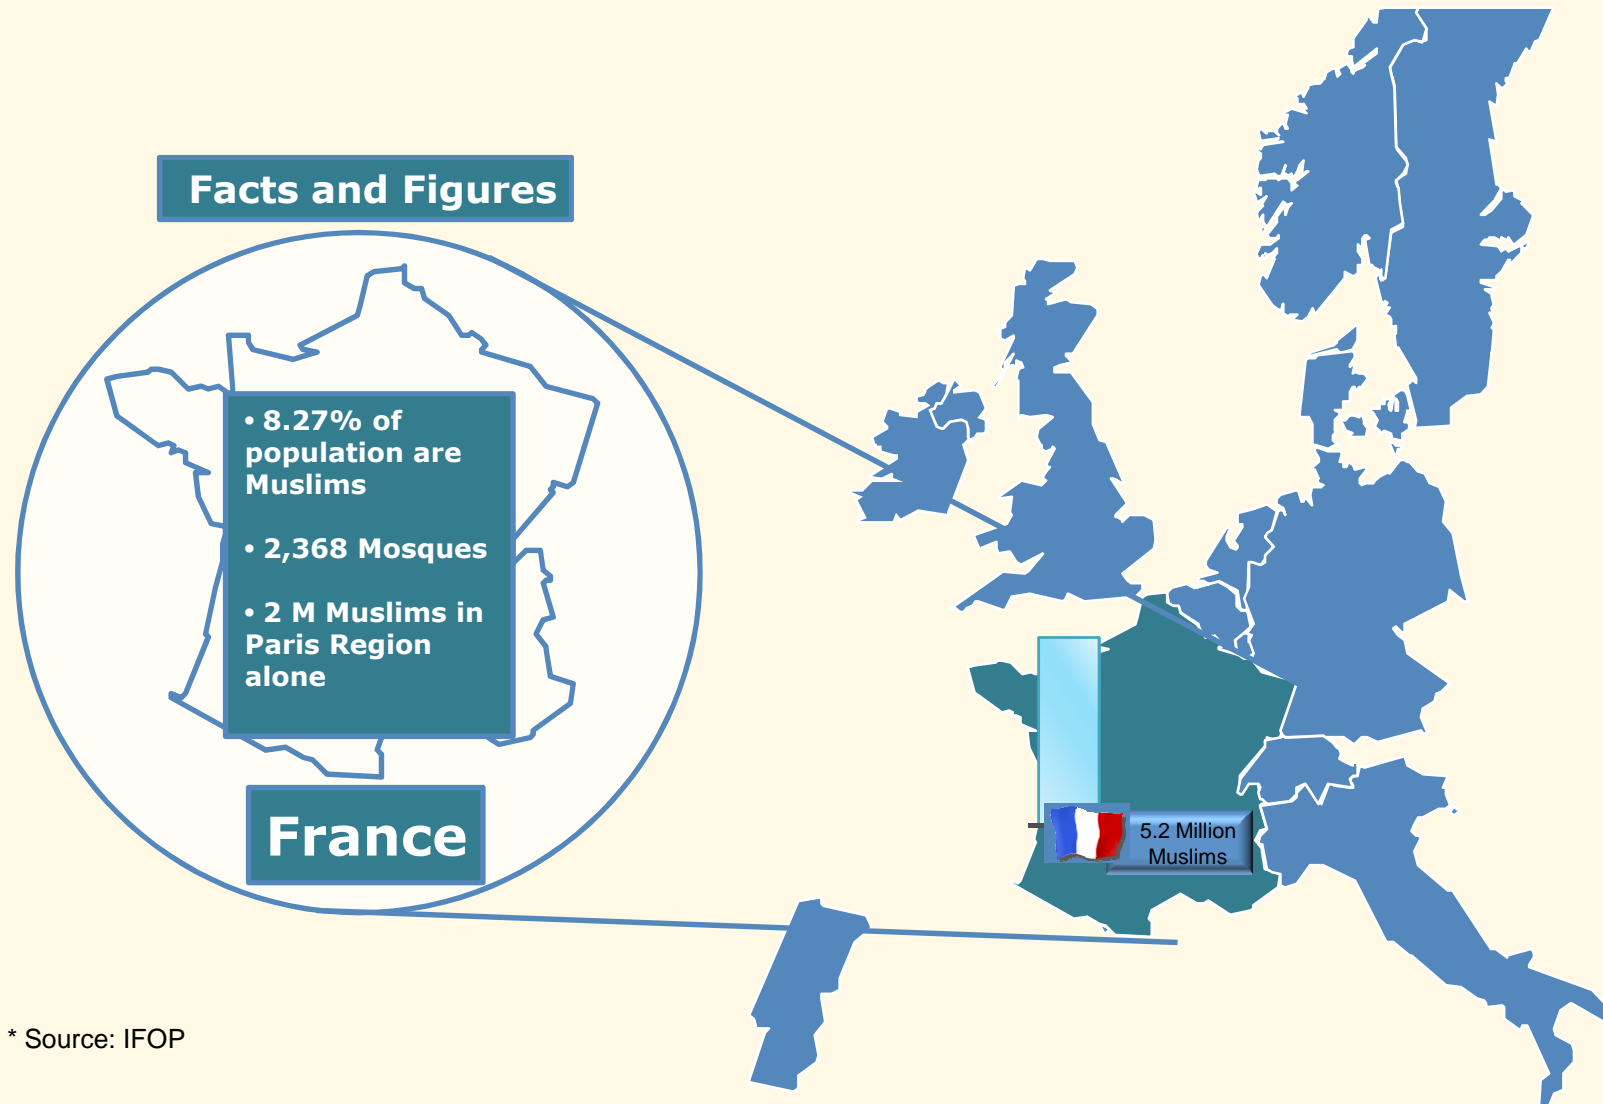 Facts and Figures
• 8.27% of
population are
Muslims
• 2,368 Mosques
• 2 M Muslims in
Paris Region
alone
France
5.2 Million
Muslims
* Source: IFOP